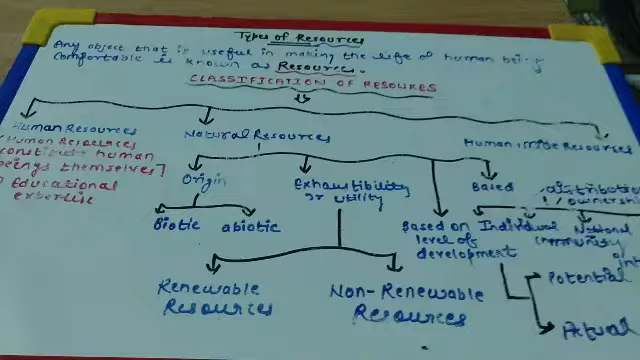 Types of Resources
Any object that is useful in making the life of human being
comfortable is known as Resources.
CLASSIFICATION OF RESOURES
Human Resources
Natural Resources
Human made Resources
Human Resources
constitute human
beings themselves]
Educational
expertise
Origin
Exhaustibility
or utility
Based
distribution
/ ownership
Biotic abiotic
Based on
level of
development
Individual
community
National
Int
Renewable
Resources
Non-Renewable
Resources
Potential
Actual